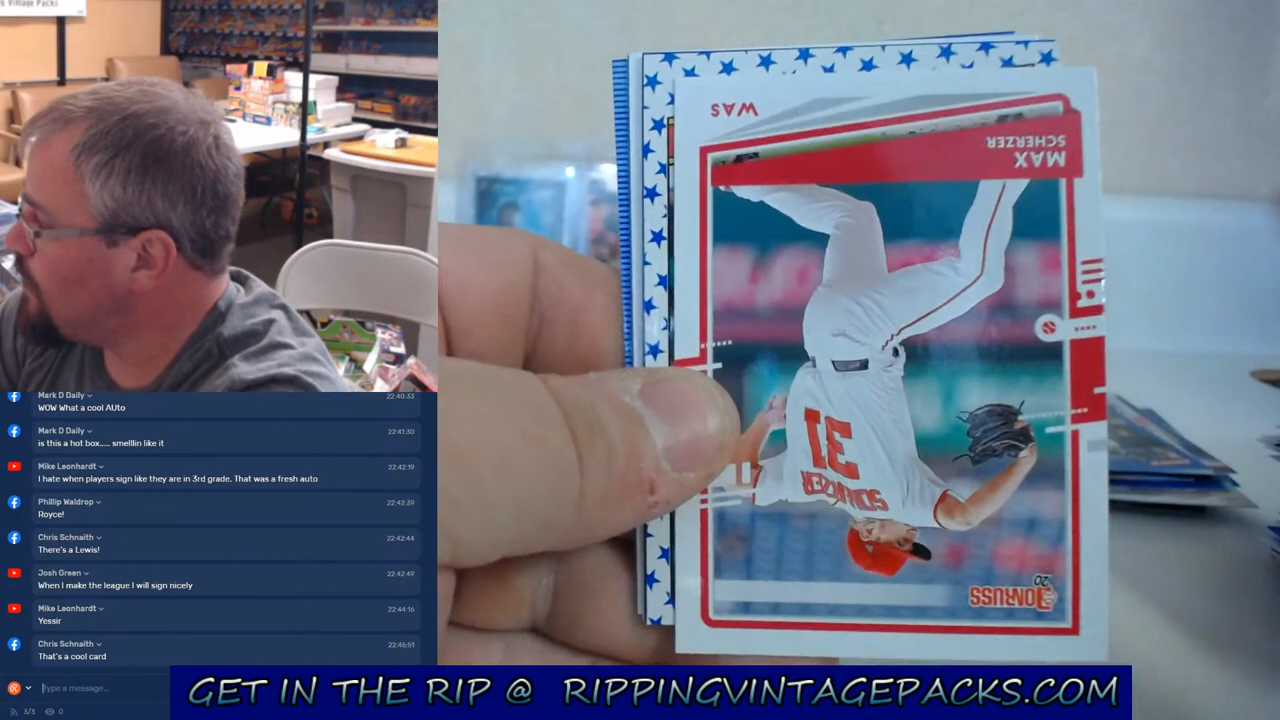 g Vintage Packs
Mark D Daily
22:40:33
WOW What a cool AUto
Mark D Daily
22:41:30
is this a hot box..... smelllin like it
Mike Leonhardt
22:42:19
I hate when players sign like they are in 3rd grade. That was a fresh auto
Phillip Waldrop
22:42:39
Royce!
Chris Schnaith
22:42:44
There's a Lewis!
Josh Green
22:42:49
When I make the league I will sign nicely
Mike Leonhardt
22:44:16
Yessir
Chris Schnaith
22:45:51
That's a cool card
Type a message...
3/3
0
WAS
MAX
SCHERZER
31
SCHERZER
DONRUSS
20
GET IN THE RIP @ RIPPINGVINTAGEPACKS.COM